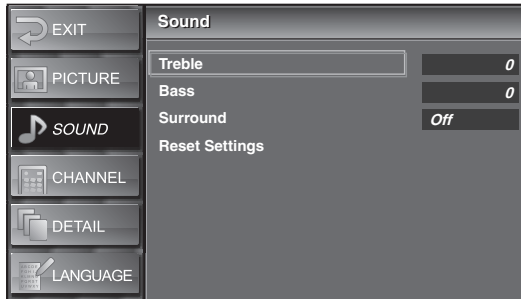 EXIT
PICTURE
SOUND
CHANNEL
DETAIL
LANGUAGE
Sound
Treble 0
Bass 0
Surround Off
Reset Settings